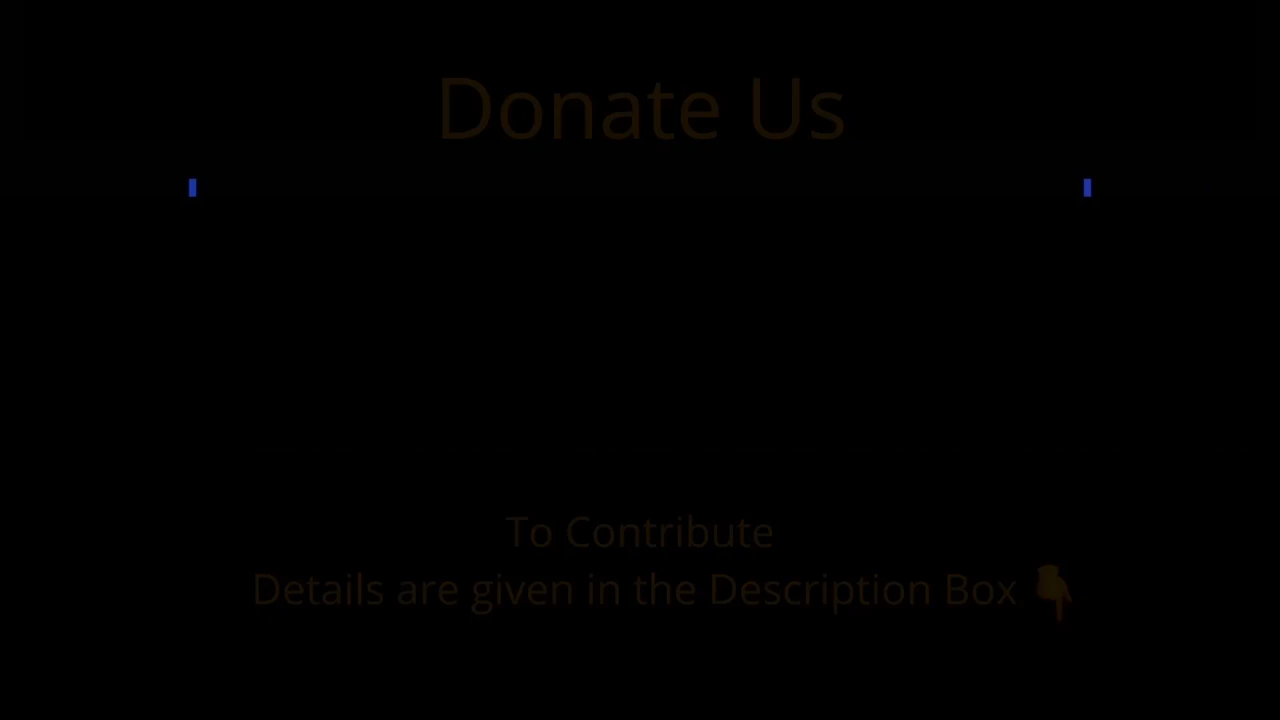 Donate Us
To Contribute
Details are given in the Description Box 👇